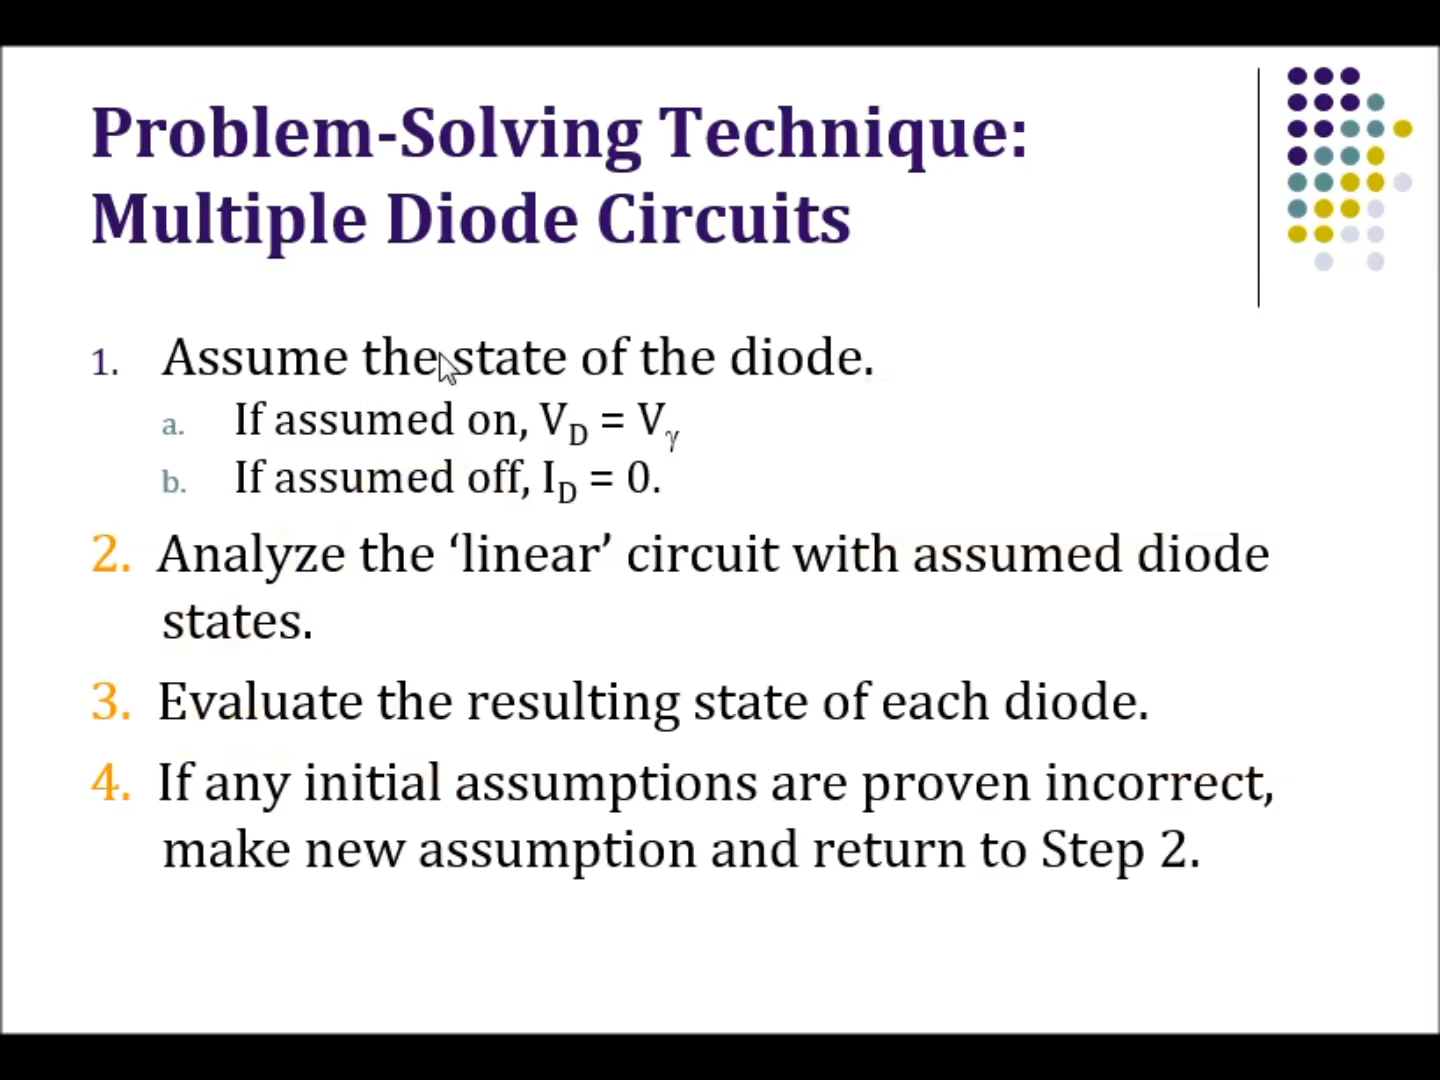 Problem-Solving Technique:
Multiple Diode Circuits
1. Assume the state of the diode.
a. If assumed on, V_D = V_γ
b. If assumed off, I_D = 0.
2. Analyze the ‘linear’ circuit with assumed diode
states.
3. Evaluate the resulting state of each diode.
4. If any initial assumptions are proven incorrect,
make new assumption and return to Step 2.